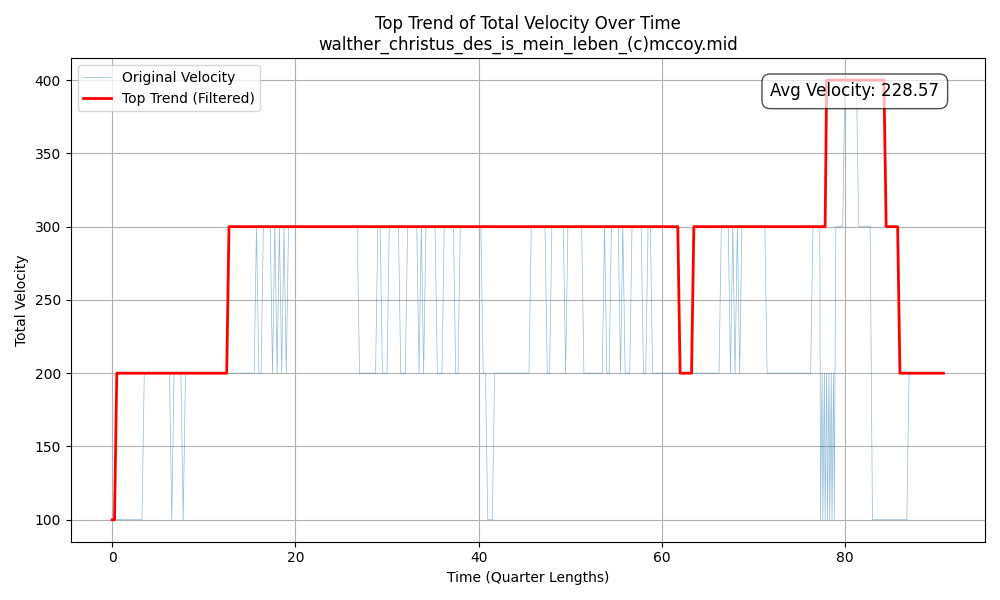 Top Trend of Total Velocity Over Time
walther_christus_des_is_mein_leben_(c)mccoy.mid
Original Velocity
Top Trend (Filtered)
Avg Velocity: 228.57
Total Velocity
400
350
300
250
200
150
100
0 20 40 60 80
Time (Quarter Lengths)